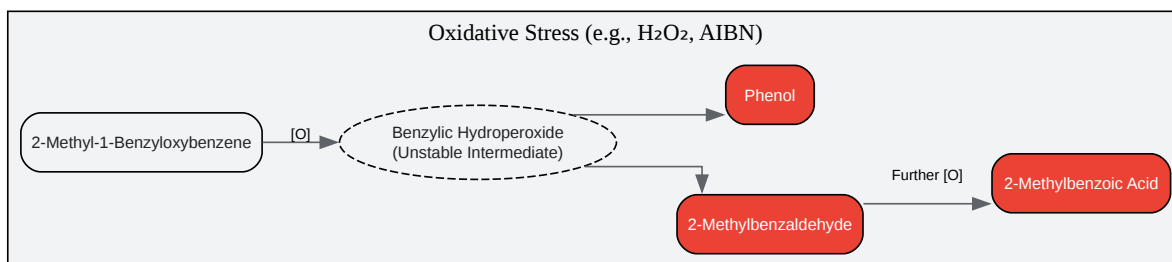 Oxidative Stress (e.g., H₂O₂, AIBN)
Phenol
2-Methyl-1-Benzyloxybenzene
[O]
Benzylic Hydroperoxide
(Unstable Intermediate)
Further [O]
2-Methylbenzoic Acid
2-Methylbenzaldehyde